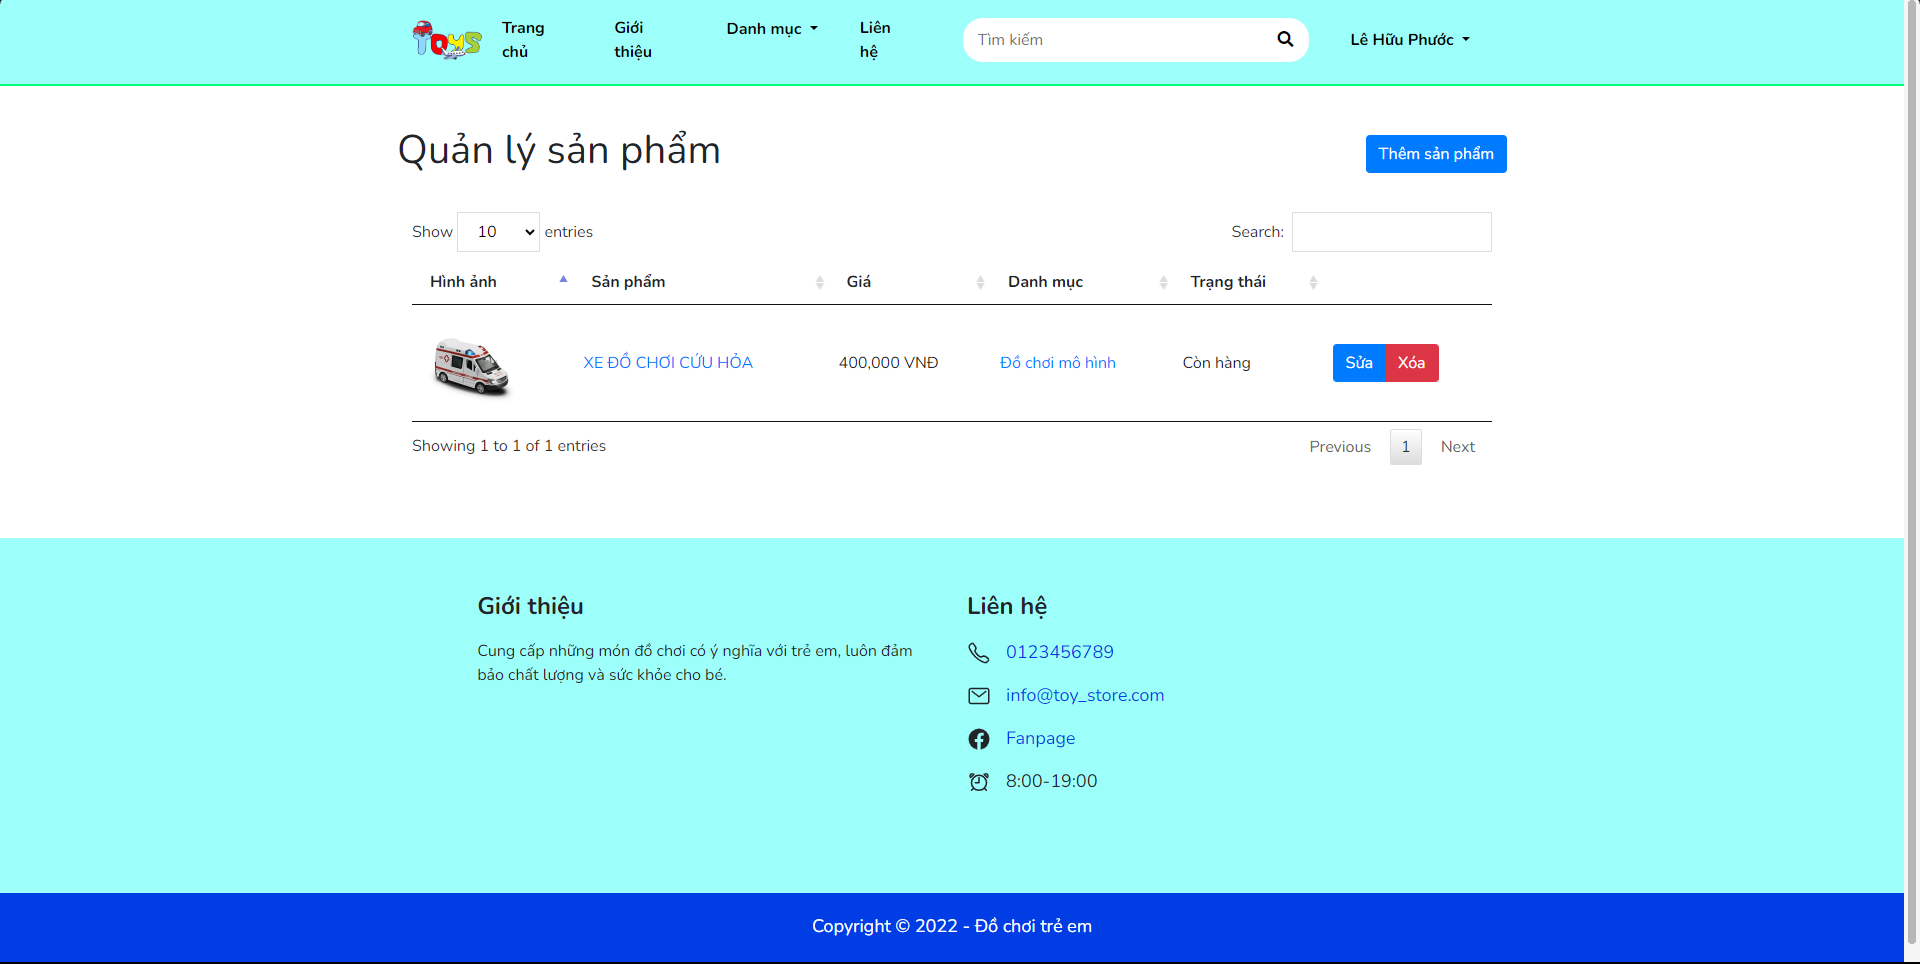 TOYS
Trang chủ
Giới thiệu
Danh mục
Liên hệ
Tìm kiếm
Lê Hữu Phước
Quản lý sản phẩm
Thêm sản phẩm
Show 10 entries
Search:
Hình ảnh Sản phẩm Giá Danh mục Trạng thái
XE ĐỒ CHƠI CỨU HỎA 400,000 VNĐ Đồ chơi mô hình Còn hàng Sửa Xóa
Showing 1 to 1 of 1 entries
Previous 1 Next
Giới thiệu
Cung cấp những món đồ chơi có ý nghĩa với trẻ em, luôn đảm
bảo chất lượng và sức khỏe cho bé.
Liên hệ
0123456789
info@toy_store.com
Fanpage
8:00-19:00
Copyright © 2022 - Đồ chơi trẻ em